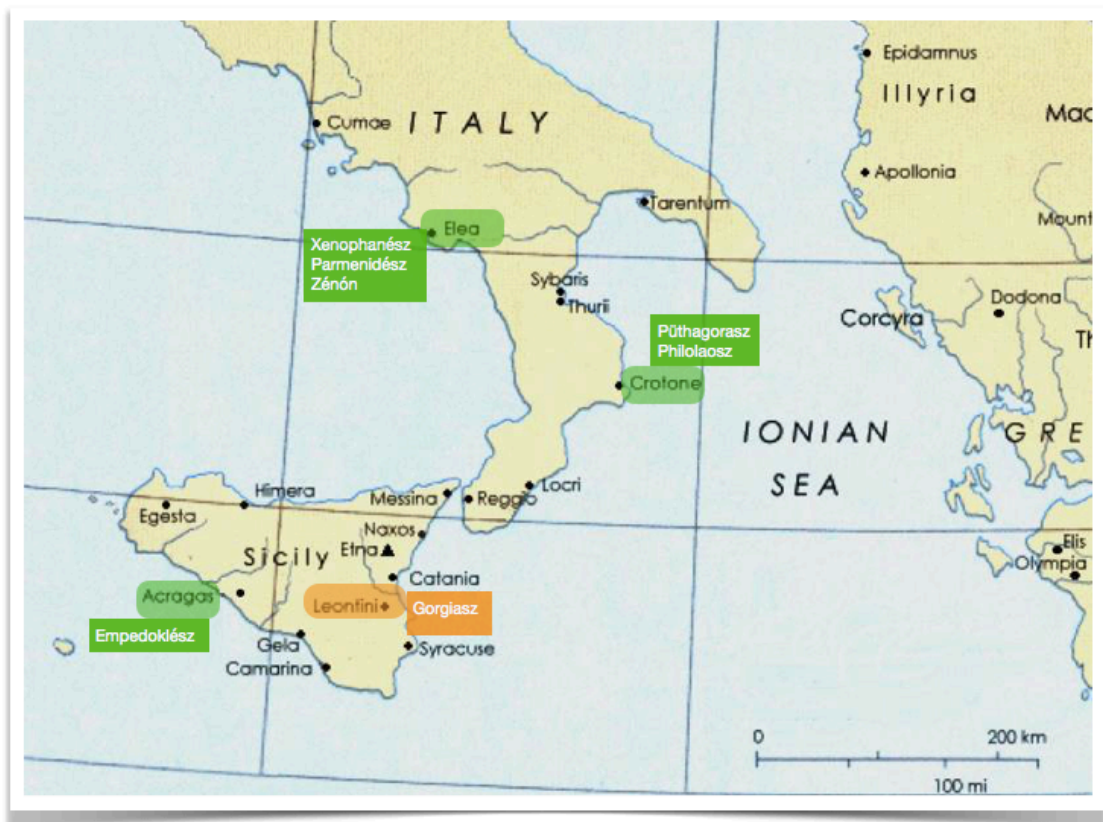 Epidamnus
Illyria
Mac
Cumae
ITALY
Apollonia
Tarentum
Elea
Mount
Xenophanész
Parmenidész
Zénón
Sybaris
Thurii
Dodona
Corcyra
Th
Püthagorasz
Philolaosz
Crotone
IONIAN
SEA
GRE
Himera
Messina
Reggio
Locri
Egesta
Naxos
Sicily
Etna
Elis
Olympia
Catania
Acragas
Leontini
Gorgiasz
Empedoklész
Gela
Syracuse
Camarina
0
200 km
100 mi